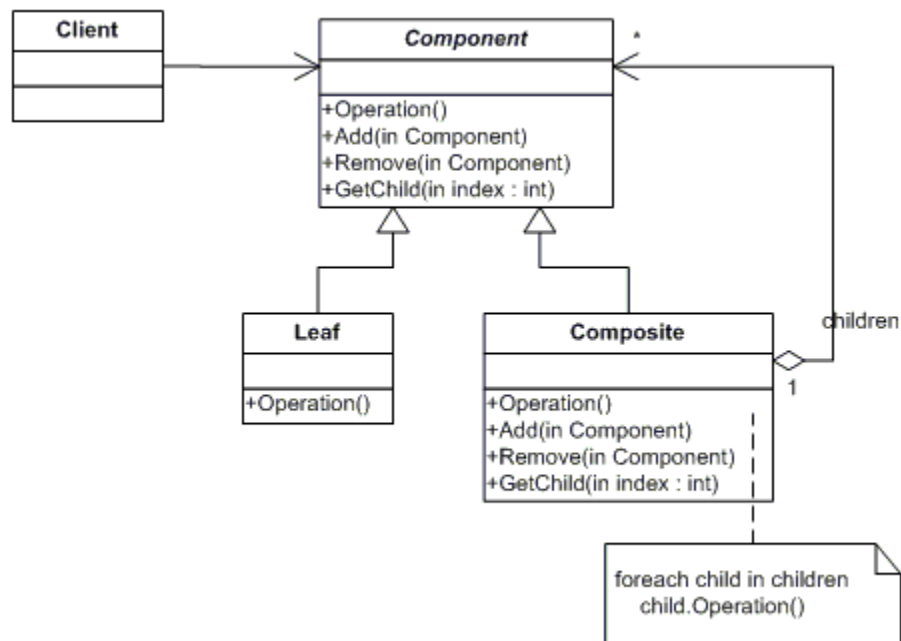 Client
Component
*
+Operation()
+Add(in Component)
+Remove(in Component)
+GetChild(in index : int)
children
Leaf
+Operation()
Composite
1
+Operation()
+Add(in Component)
+Remove(in Component)
+GetChild(in index : int)
foreach child in children
child.Operation()